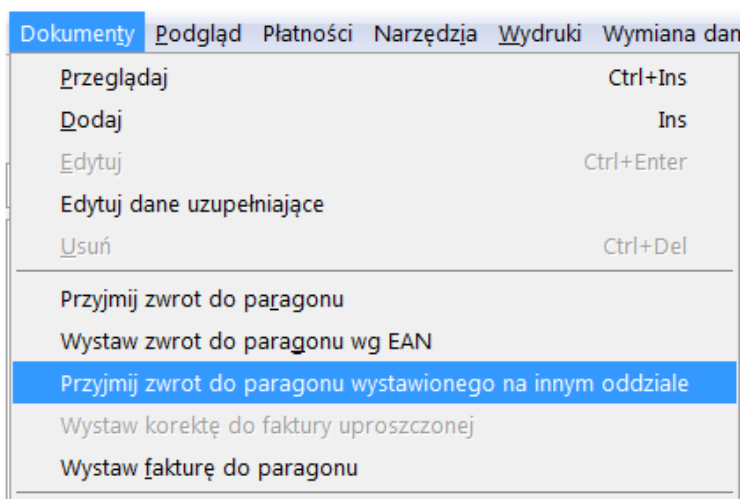 Dokumenty Podgląd Płatności Narzędzia Wydruki Wymiana dan
Przeglądaj Ctrl+Ins
Dodaj Ins
Edytuj Ctrl+Enter
Edytuj dane uzupełniające
Usuń Ctrl+Del
Przyjmij zwrot do paragonu
Wystaw zwrot do paragonu wg EAN
Przyjmij zwrot do paragonu wystawionego na innym oddziale
Wystaw korektę do faktury uproszczonej
Wystaw fakturę do paragonu